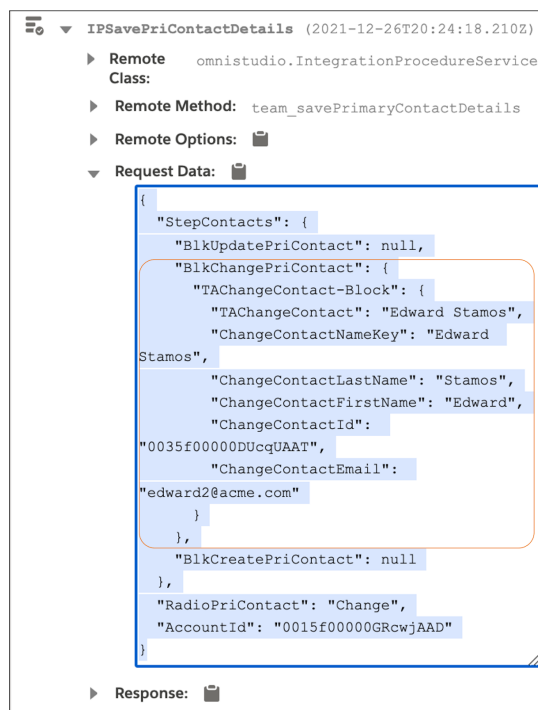 IPSavePriContactDetails (2021-12-26T20:24:18.210Z)
Remote Class: omnistudio.IntegrationProcedureService
Remote Method: team_savePrimaryContactDetails
Remote Options:
Request Data:
{
"StepContacts": {
"BlkUpdatePriContact": null,
"BlkChangePriContact": {
"TAChangeContact-Block": {
"TAChangeContact": "Edward Stamos",
"ChangeContactNameKey": "Edward
Stamos",
"ChangeContactLastName": "Stamos",
"ChangeContactFirstName": "Edward",
"ChangeContactId":
"0035f00000DUcqUAAT",
"ChangeContactEmail":
"edward2@acme.com"
}
},
"BlkCreatePriContact": null
},
"RadioPriContact": "Change",
"AccountId": "0015f00000GRcwjAAD"
}
Response: